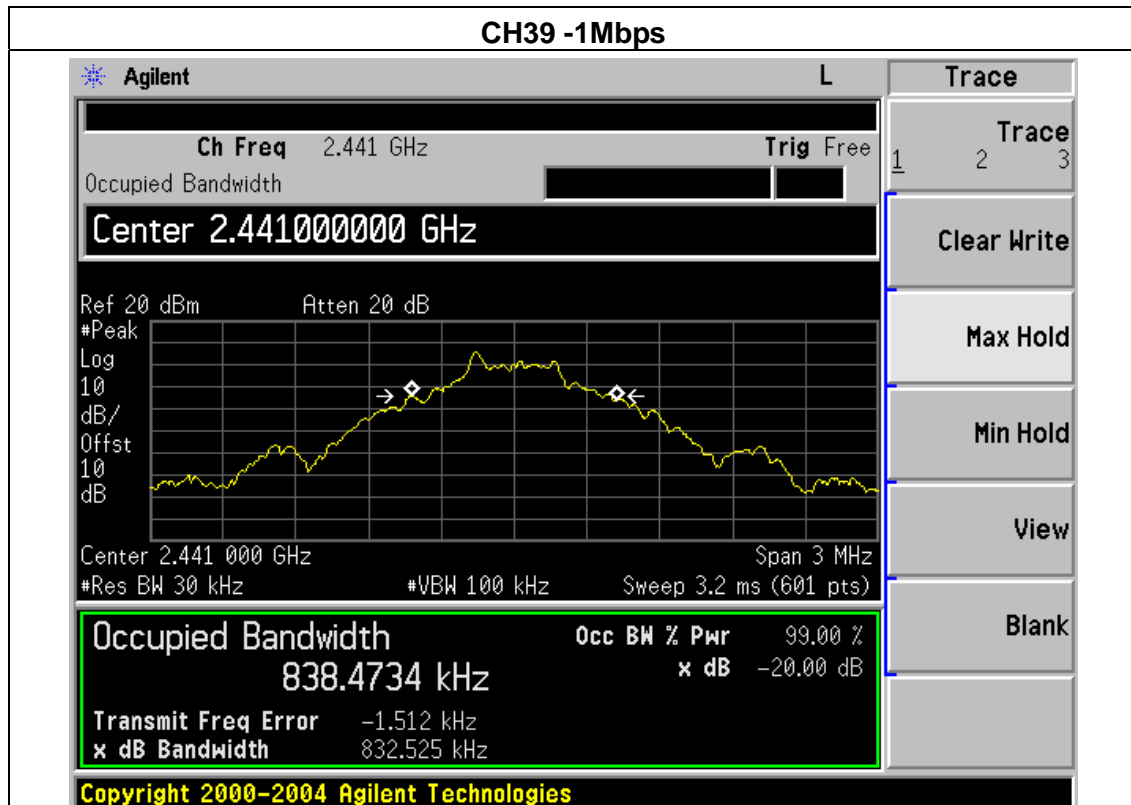 CH39 -1Mbps
Agilent L Trace
Ch Freq 2.441 GHz Trig Free
Trace
1 2 3
Occupied Bandwidth
Center 2.441000000 GHz
Clear Write
Ref 20 dBm Atten 20 dB
#Peak
Log
10
dB/
Offst
10
dB
Max Hold
Min Hold
Center 2.441 000 GHz Span 3 MHz
#Res BW 30 kHz #VBW 100 kHz Sweep 3.2 ms (601 pts)
View
Occupied Bandwidth Occ BW % Pwr 99.00 %
838.4734 kHz x dB -20.00 dB
Blank
Transmit Freq Error -1.512 kHz
x dB Bandwidth 832.525 kHz
Copyright 2000-2004 Agilent Technologies